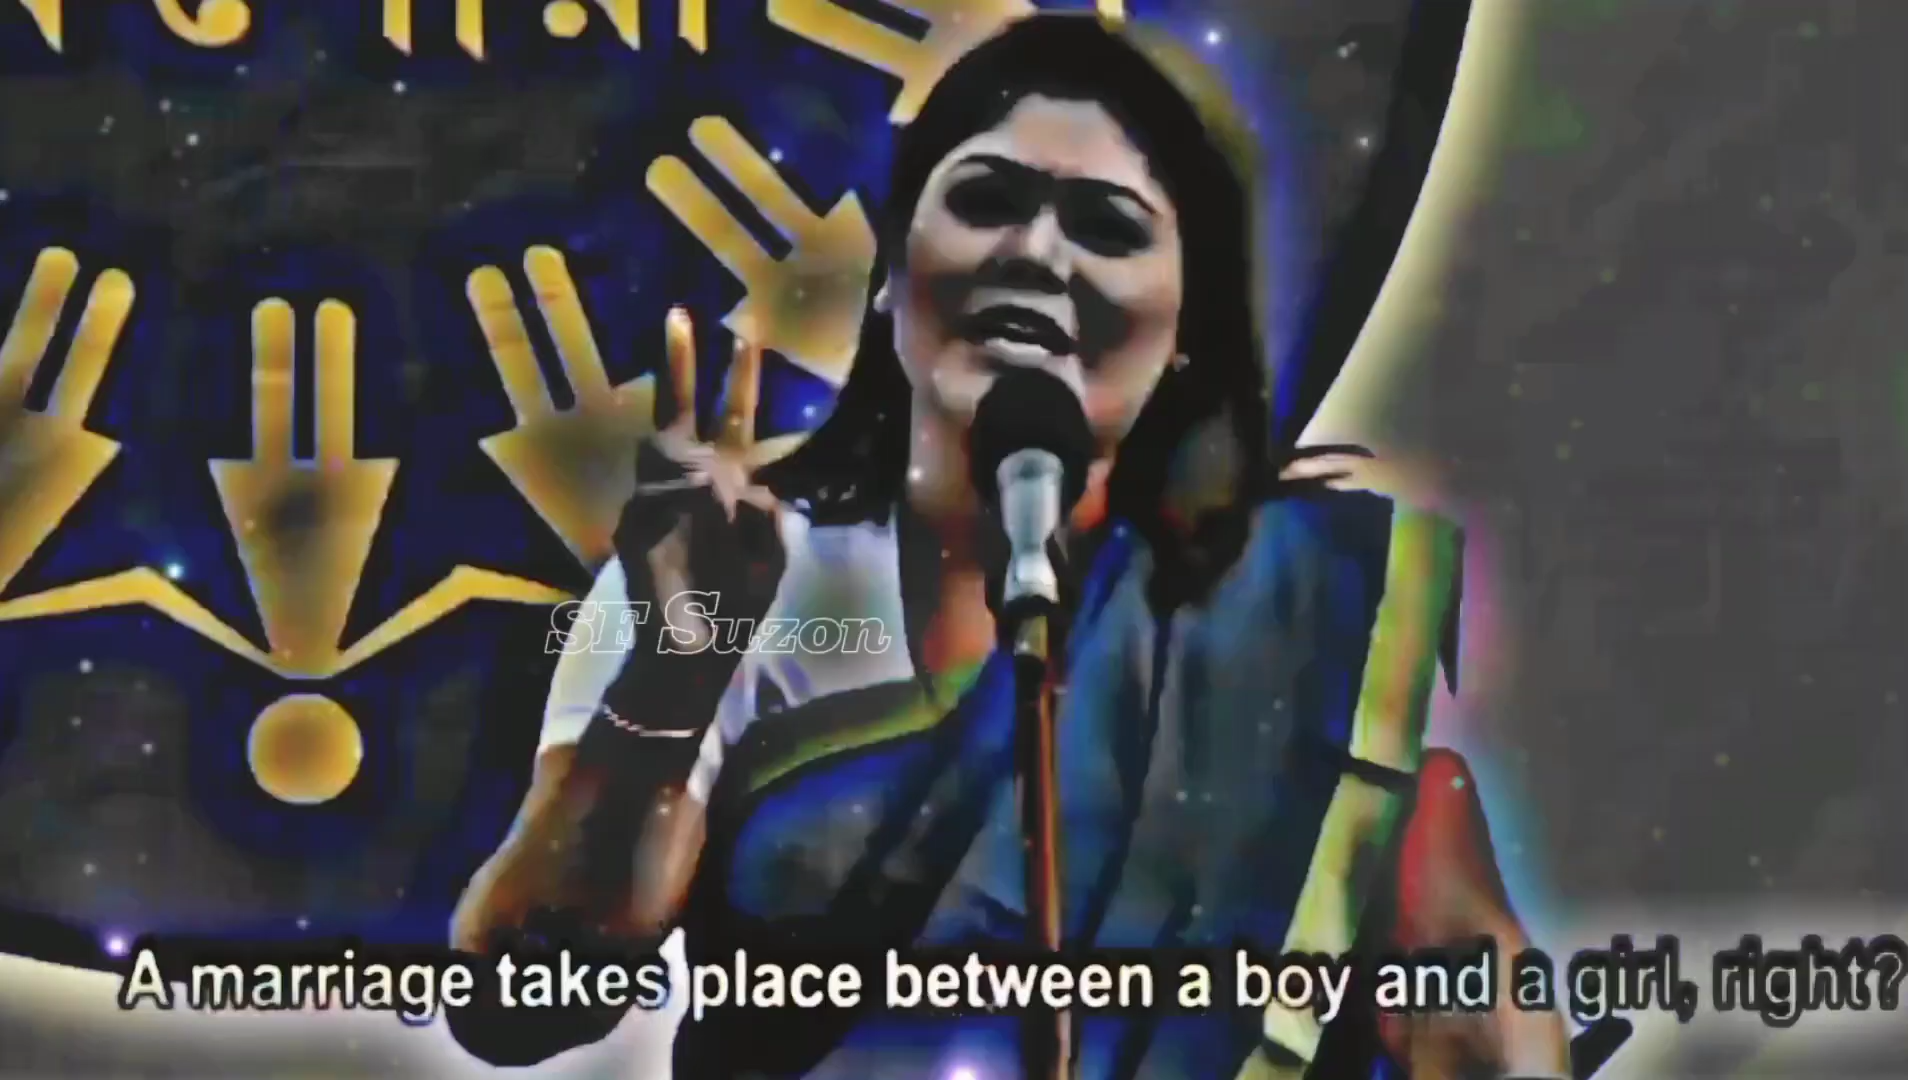 SF Suzon
A marriage takes place between a boy and a girl, right?